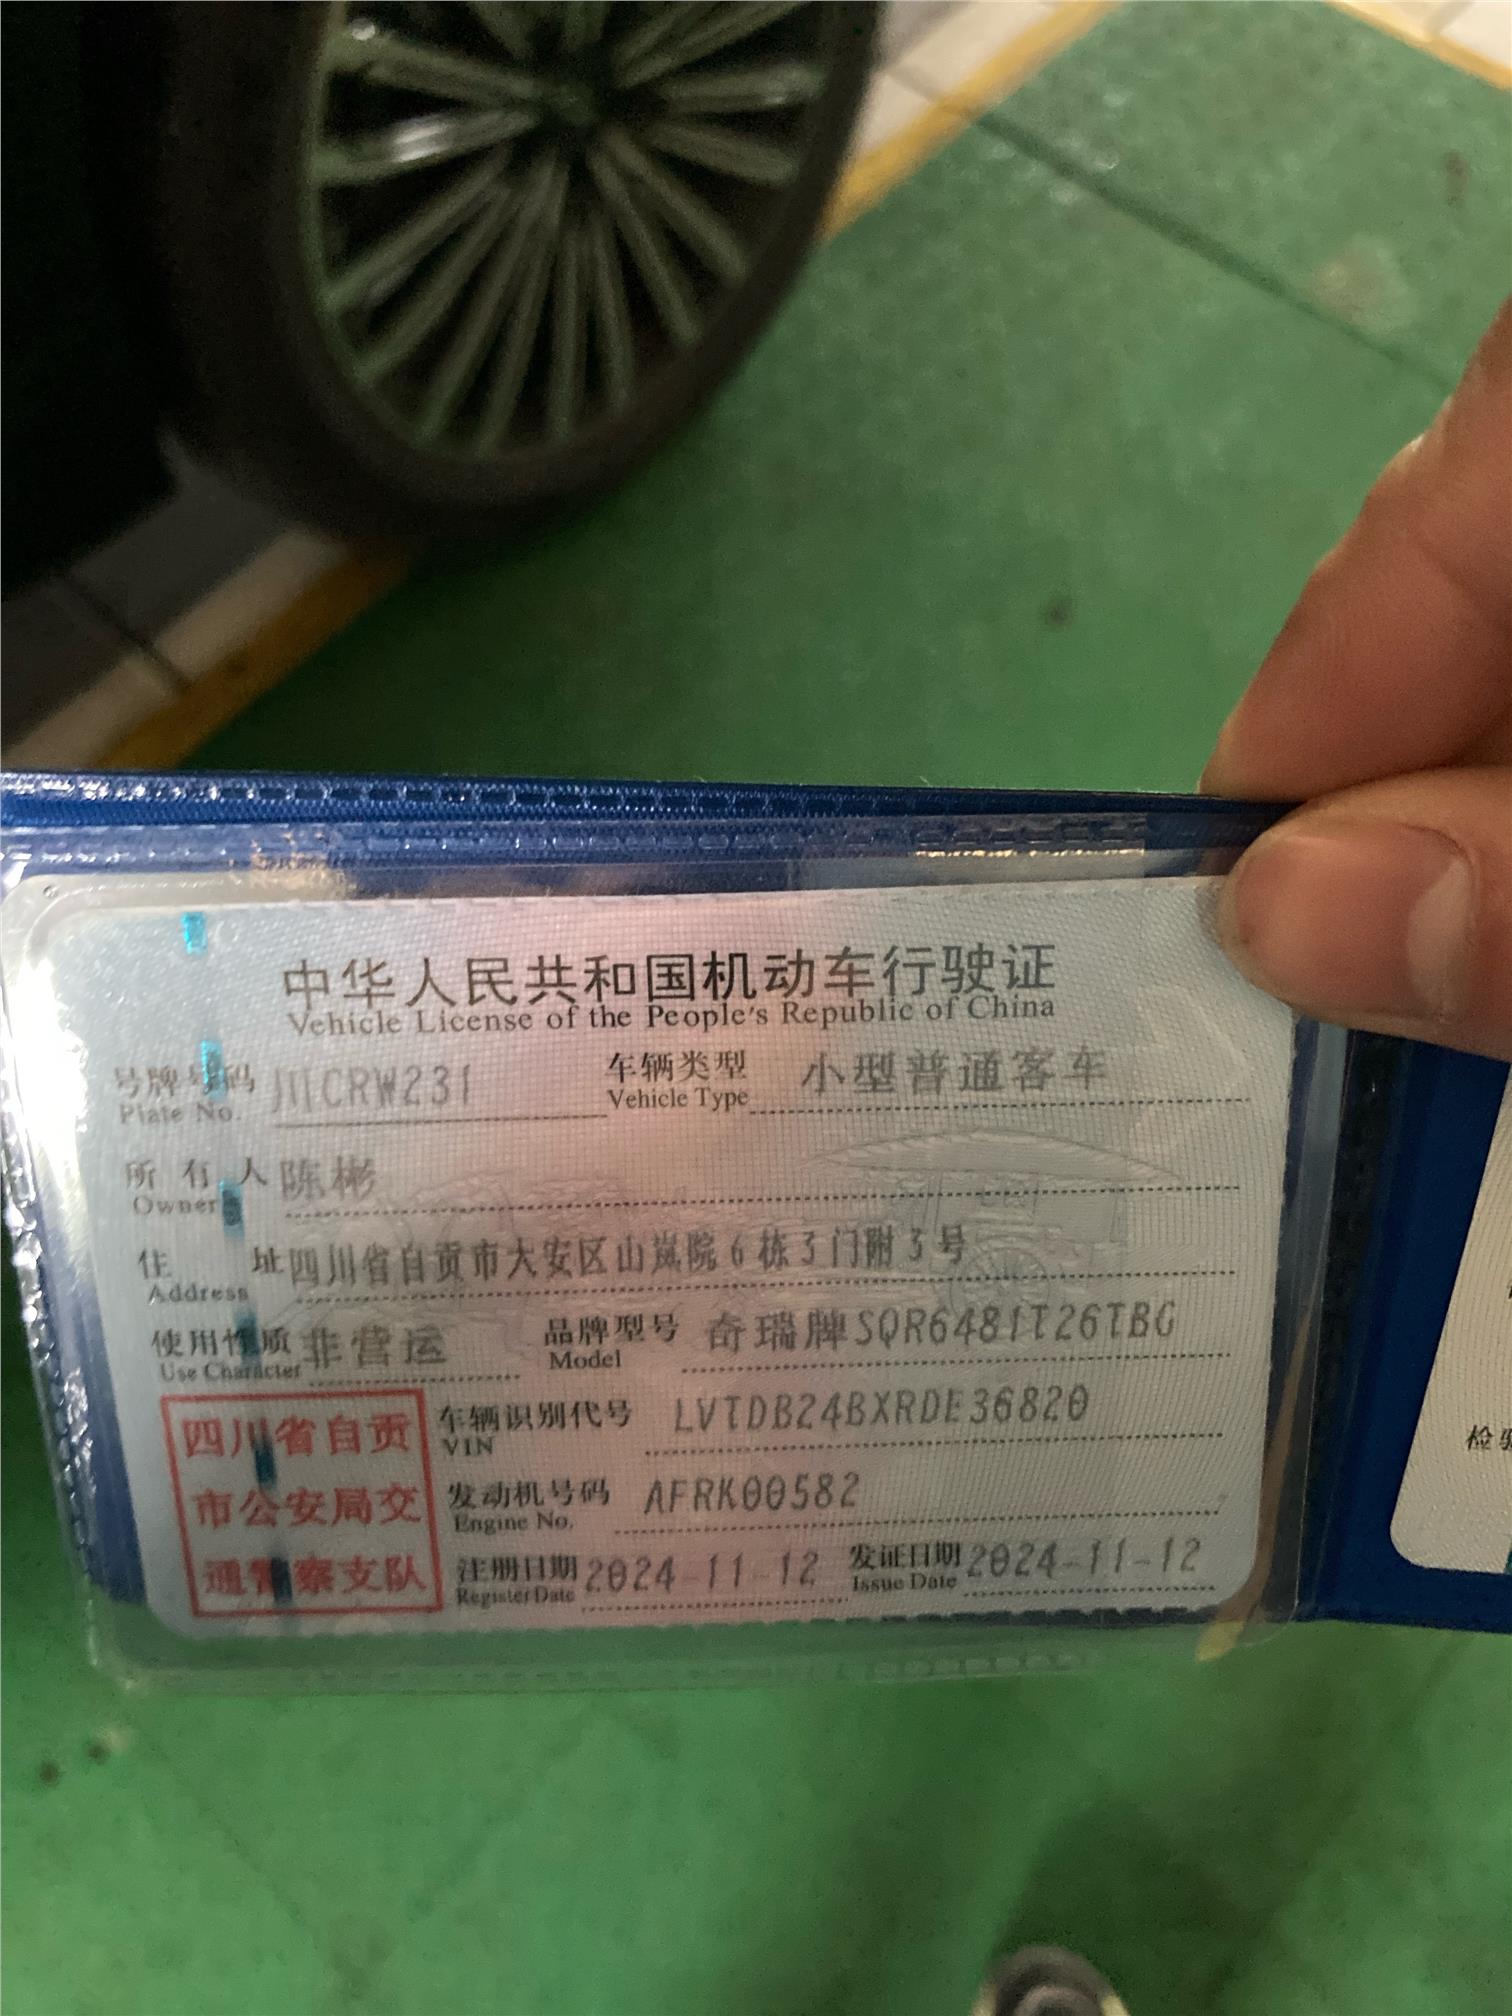 中华人民共和国机动车行驶证
Vehicle License of the People's Republic of China
号牌号码 川CRW231 车辆类型 小型普通客车
Plate No. Vehicle Type
所有人 陈彬
Owner
住址 四川省自贡市大安区山岚院6栋3门附3号
Address
使用性质 非营运 品牌型号 奇瑞牌SQR6481T26TBG
Use Character Model
四川省自贡
市公安局交
通警察支队
车辆识别代号 LVTDB24BXRDE36820
VIN
发动机号码 AFRK00582
Engine No.
注册日期 2024-11-12 发证日期 2024-11-12
Register Date Issue Date
检验